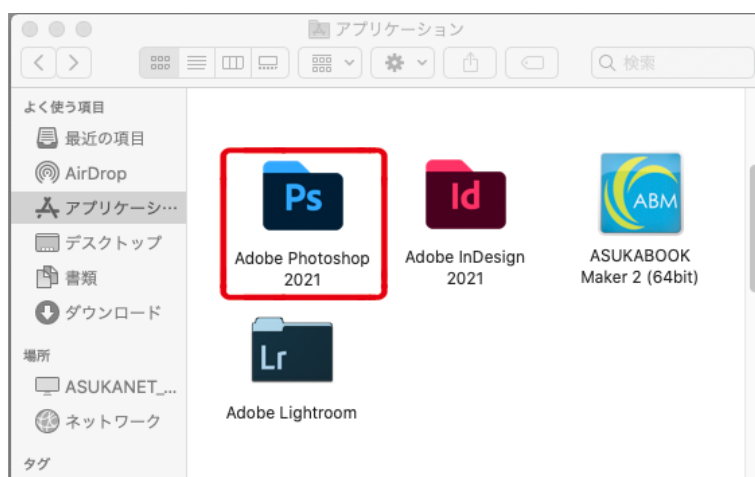 アプリケーション
検索
よく使う項目
最近の項目
AirDrop
アプリケーシ…
デスクトップ
書類
ダウンロード
場所
ASUKANET_...
ネットワーク
タグ
Ps
Adobe Photoshop
2021
Id
Adobe InDesign
2021
ABM
ASUKABOOK
Maker 2 (64bit)
Lr
Adobe Lightroom